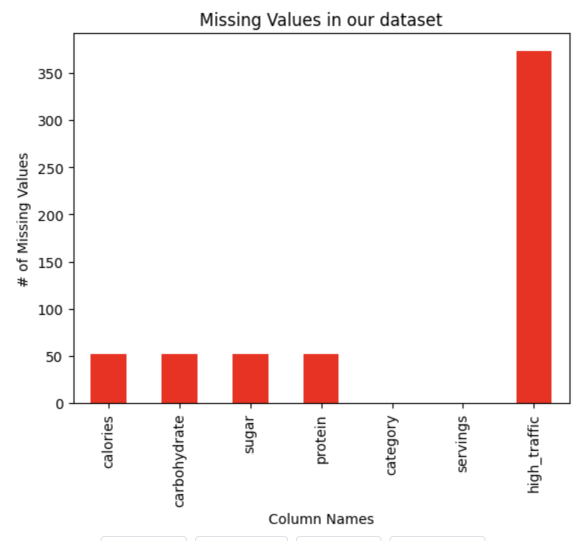 Missing Values in our dataset
# of Missing Values
350
300
250
200
150
100
50
0
calories
carbohydrate
sugar
protein
category
servings
high_traffic
Column Names